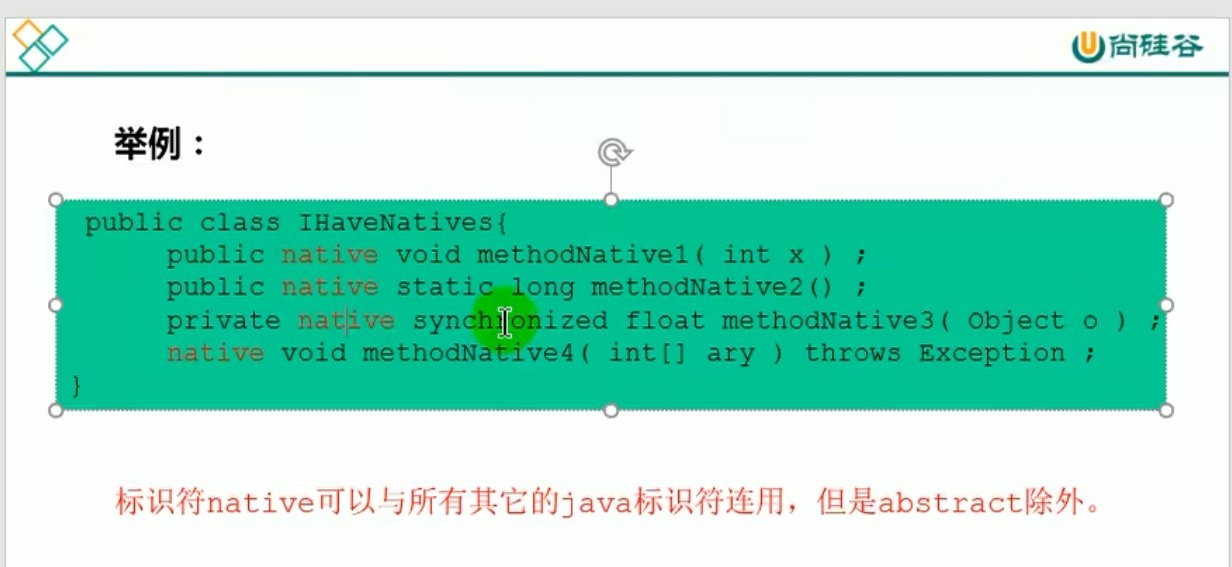 尚硅谷
举例：
public class IHaveNatives{
public native void methodNative1( int x ) ;
public native static long methodNative2() ;
private native synchronized float methodNative3( Object o ) ;
native void methodNative4( int[] ary ) throws Exception ;
}
标识符native可以与所有其它的java标识符连用，但是abstract除外。